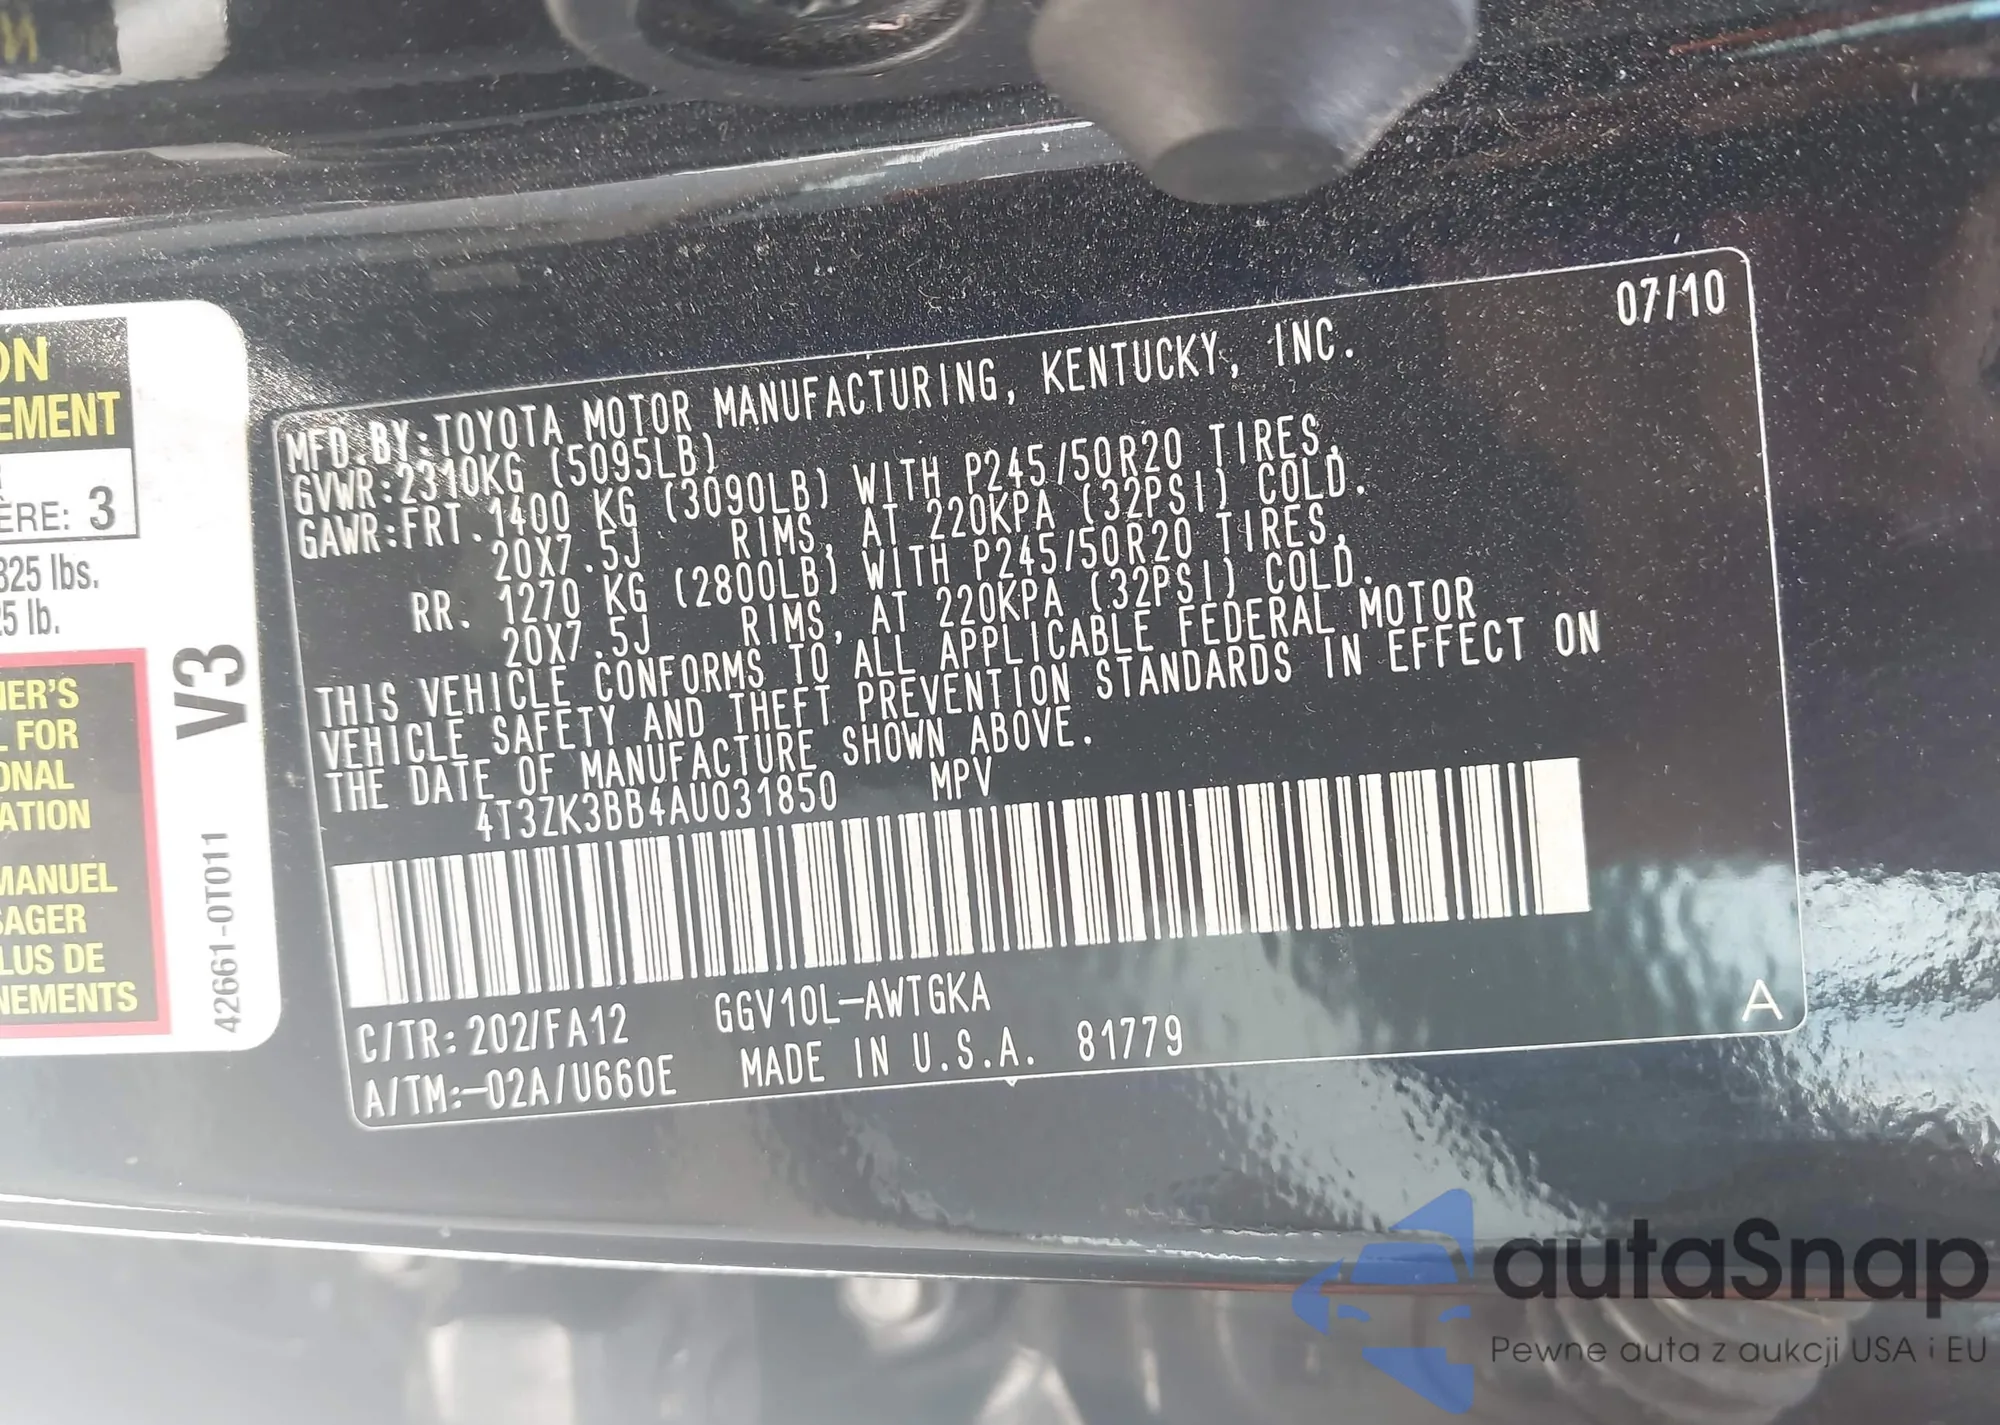 ON
EMENT
ÈRE: 3
825 lbs.
5 lb.
NER'S
L FOR
ONAL
ATION
MANUEL
SAGER
LUS DE
NEMENTS
V3
42661-0T011
07/10
MFD.BY:TOYOTA MOTOR MANUFACTURING, KENTUCKY, INC.
GVWR:2310KG (5095LB)
GAWR:FRT.1400 KG (3090LB) WITH P245/50R20 TIRES,
20X7.5J RIMS, AT 220KPA (32PSI) COLD.
RR. 1270 KG (2800LB) WITH P245/50R20 TIRES,
20X7.5J RIMS, AT 220KPA (32PSI) COLD.
THIS VEHICLE CONFORMS TO ALL APPLICABLE FEDERAL MOTOR
VEHICLE SAFETY AND THEFT PREVENTION STANDARDS IN EFFECT ON
THE DATE OF MANUFACTURE SHOWN ABOVE.
4T3ZK3BB4AU031850 MPV
C/TR:202/FA12 GGV10L-AWTGKA
A/TM:-02A/U660E MADE IN U.S.A. 81779
A
autaSnap
Pewne auta z aukcji USA i EU